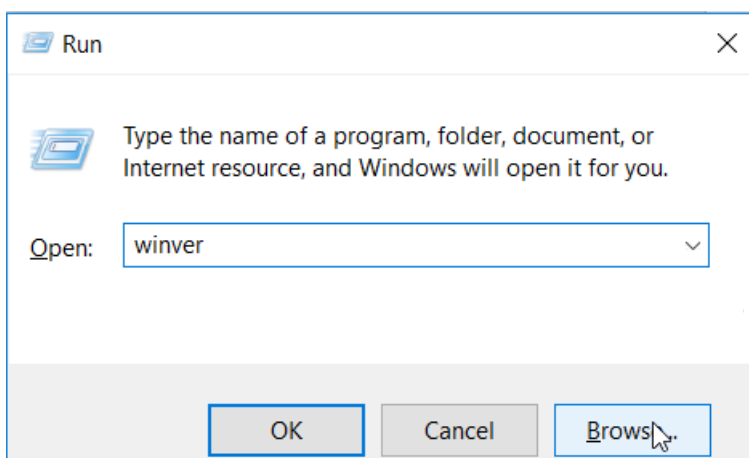 Run
Type the name of a program, folder, document, or
Internet resource, and Windows will open it for you.
Open: winver
OK Cancel Browse...